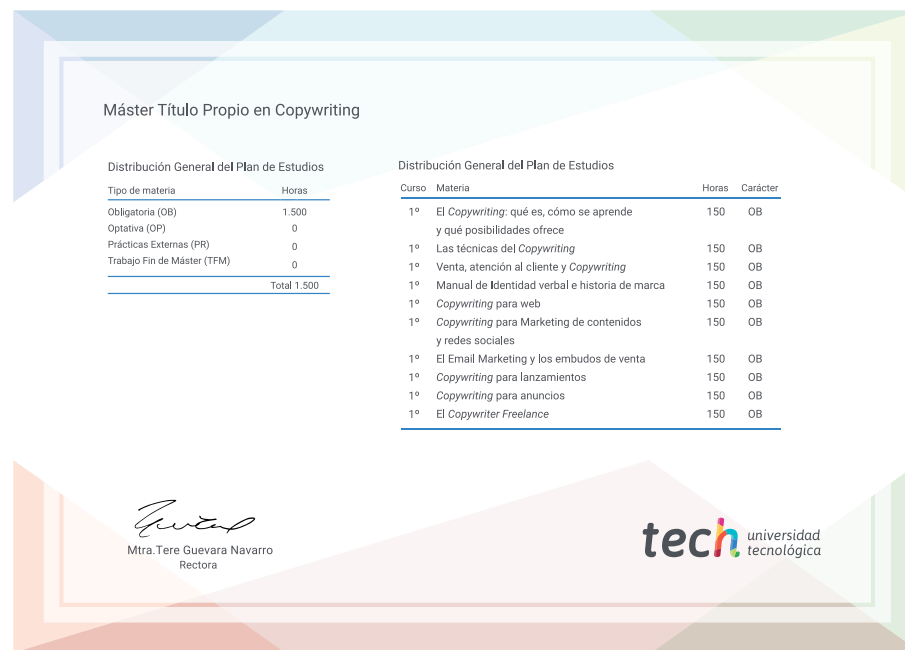 Máster Título Propio en Copywriting
Distribución General del Plan de Estudios
Tipo de materia Horas
Obligatoria (OB) 1.500
Optativa (OP) 0
Prácticas Externas (PR) 0
Trabajo Fin de Máster (TFM) 0
Total 1.500
Distribución General del Plan de Estudios
Curso Materia Horas Carácter
1º El Copywriting: qué es, cómo se aprende 150 OB
y qué posibilidades ofrece
1º Las técnicas del Copywriting 150 OB
1º Venta, atención al cliente y Copywriting 150 OB
1º Manual de Identidad verbal e historia de marca 150 OB
1º Copywriting para web 150 OB
1º Copywriting para Marketing de contenidos 150 OB
y redes sociales
1º El Email Marketing y los embudos de venta 150 OB
1º Copywriting para lanzamientos 150 OB
1º Copywriting para anuncios 150 OB
1º El Copywriter Freelance 150 OB
Mtra.Tere Guevara Navarro
Rectora
tech universidad
tecnológica